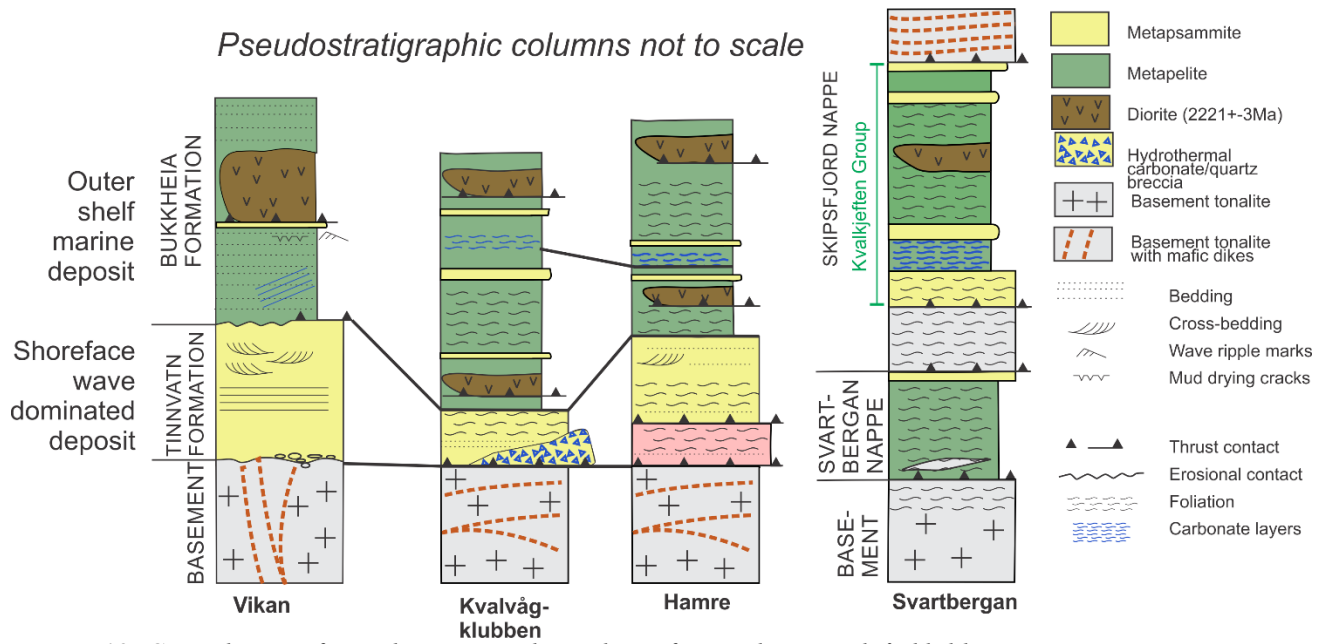 Pseudostratigraphic columns not to scale
Outer
shelf
marine
deposit
BUKKHEIA
FORMATION
Shoreface
wave
dominated
deposit
TINNVATN
FORMATION
BASEMENT
Vikan
Kvalvåg-
klubben
Hamre
SKIPSFJORD NAPPE
Kvalkjeften Group
SVART-
BERGAN
NAPPE
BASE-
MENT
Svartbergan
Metapsammite
Metapelite
Diorite (2221+-3Ma)
Hydrothermal
carbonate/quartz
breccia
Basement tonalite
Basement tonalite
with mafic dikes
Bedding
Cross-bedding
Wave ripple marks
Mud drying cracks
Thrust contact
Erosional contact
Foliation
Carbonate layers